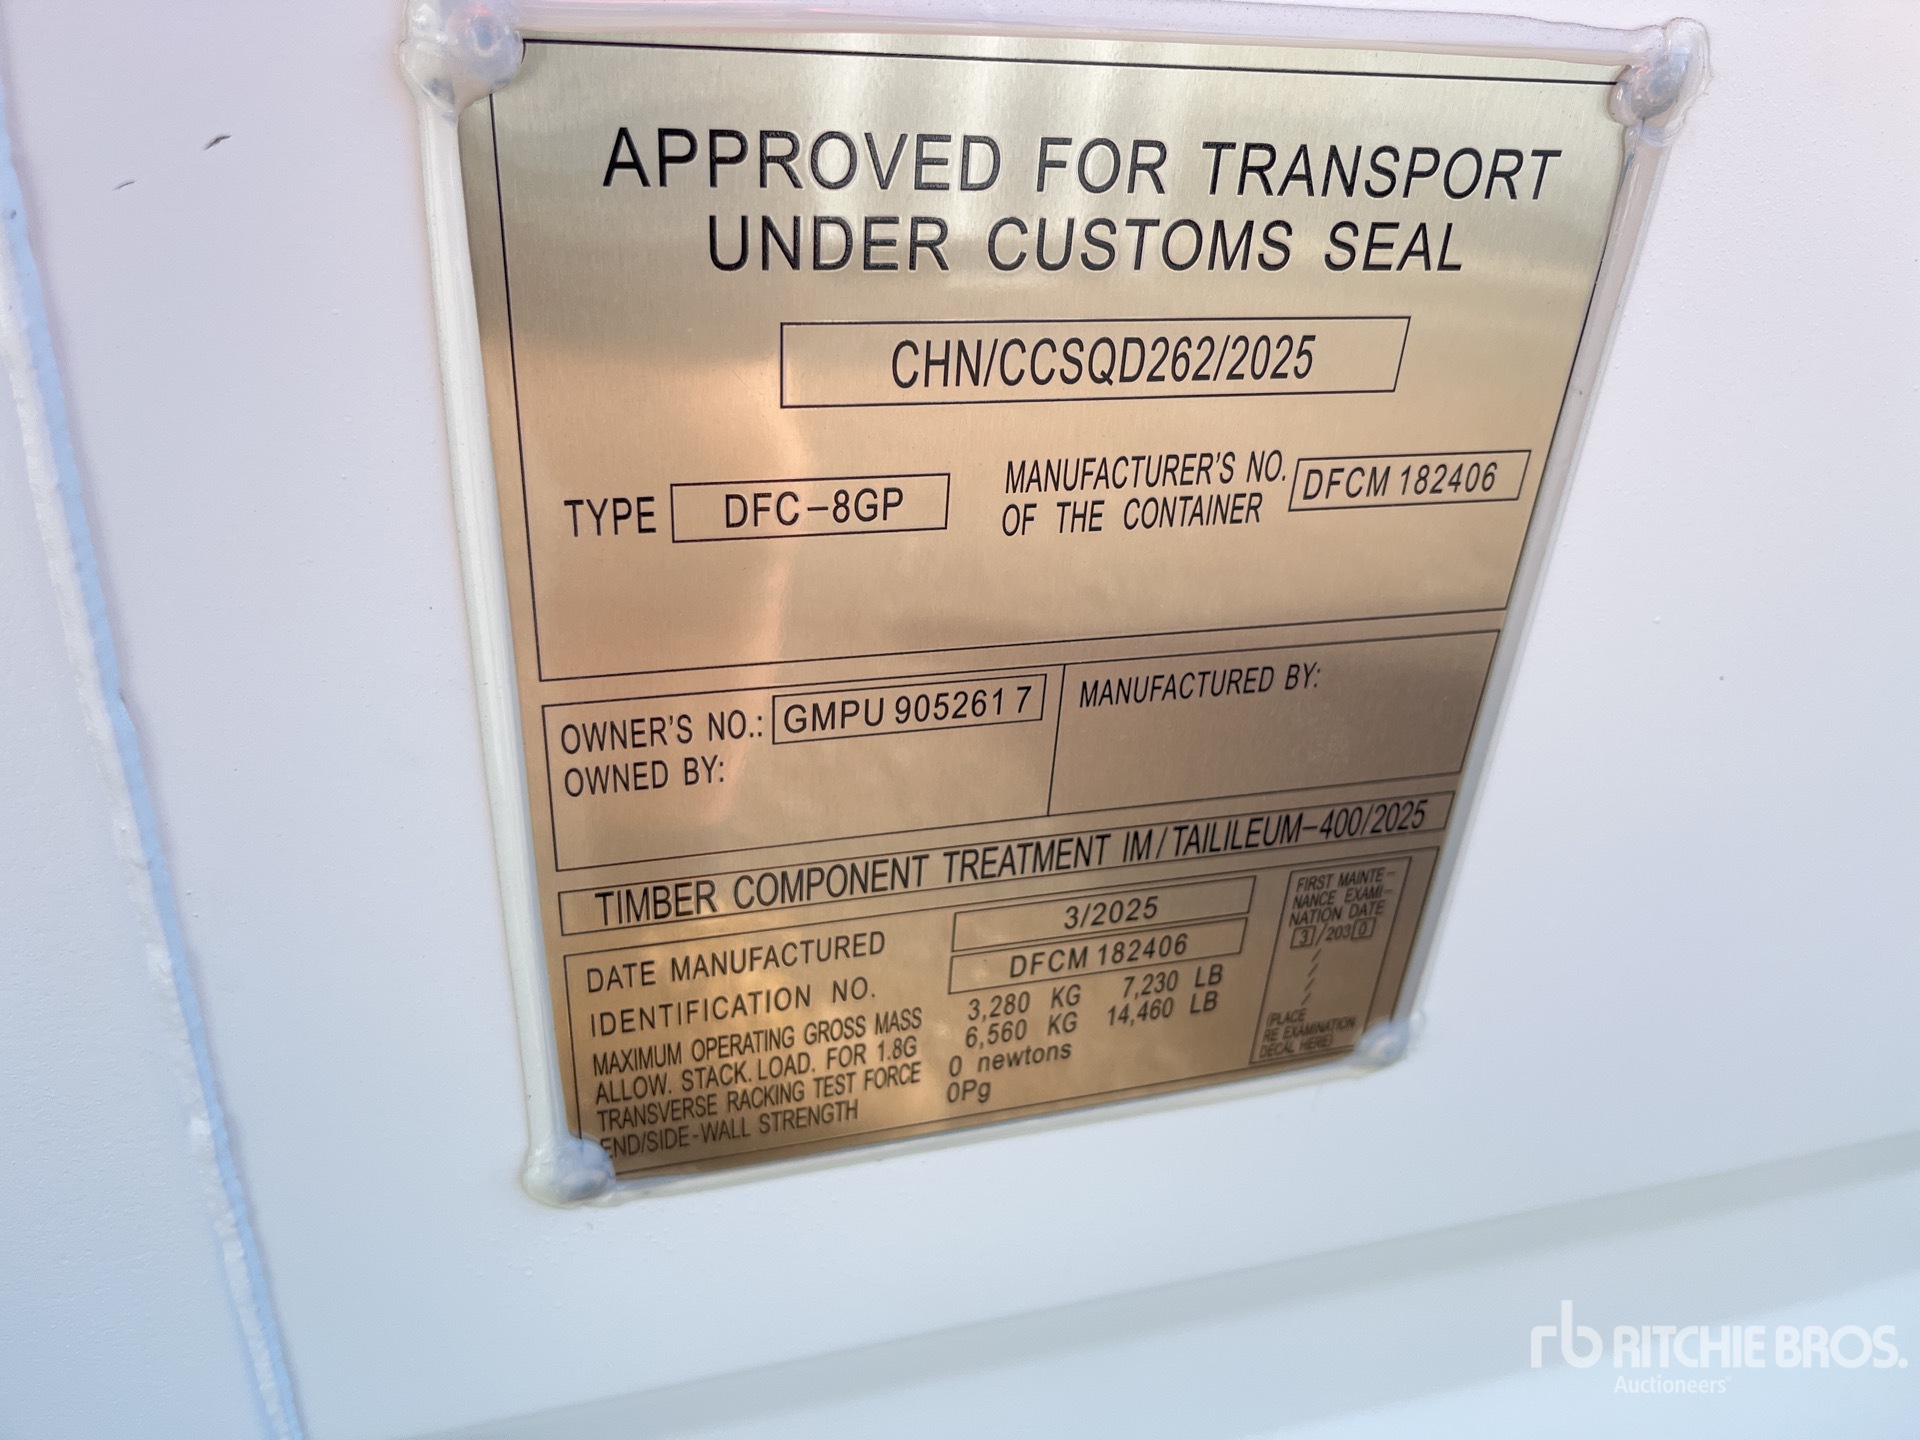 APPROVED FOR TRANSPORT
UNDER CUSTOMS SEAL
CHN/CCSQD262/2025
TYPE DFC-8GP
MANUFACTURER'S NO.
OF THE CONTAINER
DFCM 182406
OWNER'S NO.: GMPU 905261 7
OWNED BY:
MANUFACTURED BY:
TIMBER COMPONENT TREATMENT IM/TAILILEUM-400/2025
DATE MANUFACTURED 3/2025
IDENTIFICATION NO. DFCM 182406
MAXIMUM OPERATING GROSS MASS 3,280 KG 7,230 LB
ALLOW. STACK. LOAD. FOR 1.8G 6,560 KG 14,460 LB
TRANSVERSE RACKING TEST FORCE 0 newtons
END/SIDE-WALL STRENGTH 0Pg
FIRST MAINTE-
NANCE EXAMI-
NATION DATE
3/2030
/
/
/
/
(PLACE
RE EXAMINATION
DECAL HERE)
rb RITCHIE BROS.
Auctioneers